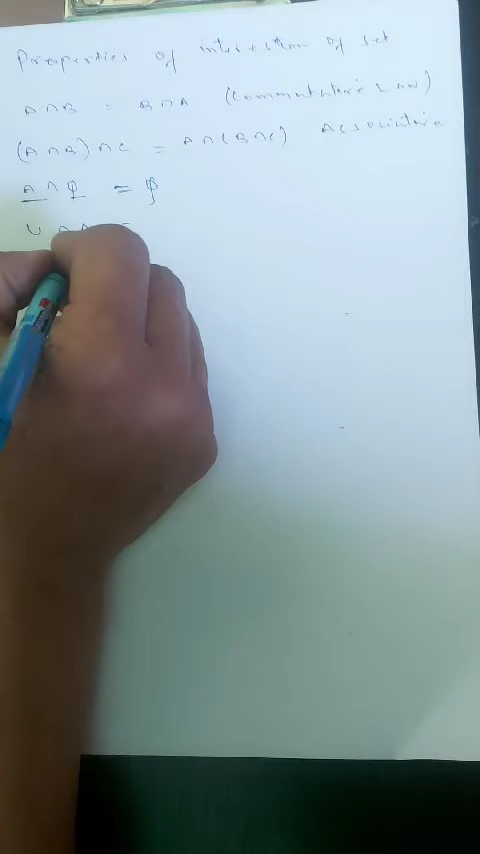 Properties of intersection of set
A ∩ B = B ∩ A (Commutative Law)
(A ∩ B) ∩ C = A ∩ (B ∩ C) Associative
A ∩ φ = φ
U ∩ A =